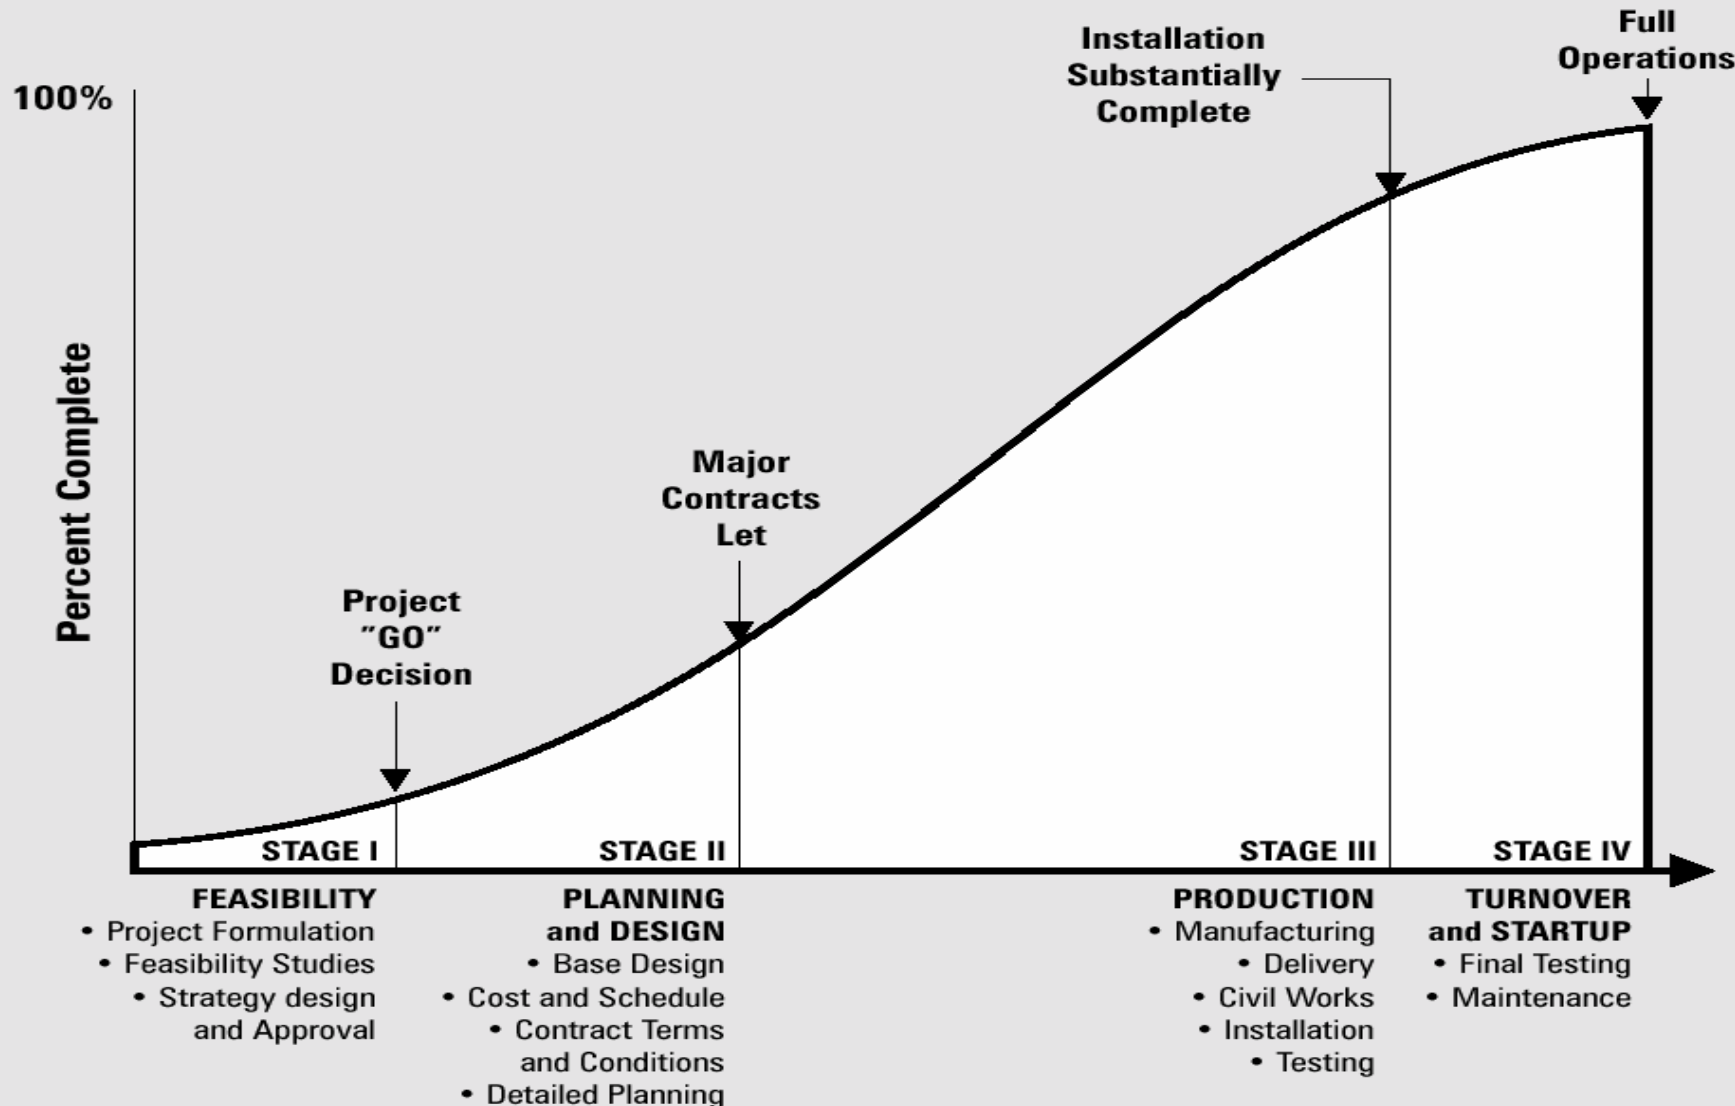 Installation
Substantially
Complete
Full
Operations
100%
Percent Complete
Major
Contracts
Let
Project
"GO"
Decision
STAGE I
STAGE II
STAGE III
STAGE IV
FEASIBILITY
• Project Formulation
• Feasibility Studies
• Strategy design
and Approval
PLANNING
and DESIGN
• Base Design
• Cost and Schedule
• Contract Terms
and Conditions
• Detailed Planning
PRODUCTION
• Manufacturing
• Delivery
• Civil Works
• Installation
• Testing
TURNOVER
and STARTUP
• Final Testing
• Maintenance